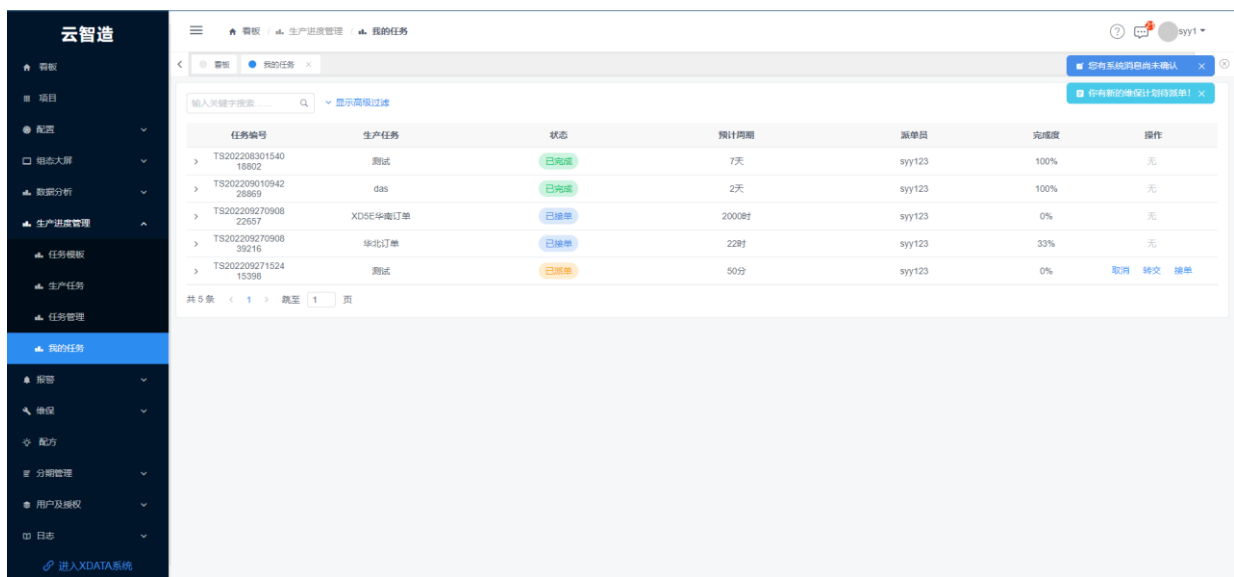 云智造
看板 / 生产进度管理 / 我的任务
syy1
看板
项目
配置
组态大屏
数据分析
生产进度管理
任务模板
生产任务
任务管理
我的任务
报警
维保
配方
分期管理
用户及授权
日志
进入XDATA系统
看板 我的任务 ×
您有系统消息尚未确认 ×
你有新的维保计划待派单！ ×
输入关键字搜索...... 显示高级过滤
任务编号 生产任务 状态 预计周期 派单员 完成度 操作
TS202208301540
18802 测试 已完成 7天 syy123 100% 无
TS202209010942
28869 das 已完成 2天 syy123 100% 无
TS202209270908
22657 XD5E华南订单 已接单 2000时 syy123 0% 无
TS202209270908
39216 华北订单 已接单 22时 syy123 33% 无
TS202209271524
15398 测试 已派单 50分 syy123 0% 取消 转交 接单
共 5 条 < 1 > 跳至 1 页